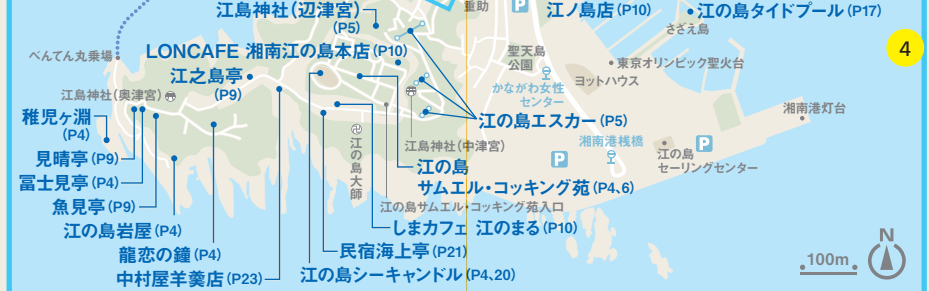 江島神社（辺津宮）
（P5）
重助
P
江ノ島店（P10）
江の島タイドプール（P17）
さざえ島
4
べんてん丸乗場
LONCAFE 湘南江の島本店（P10）
江之島亭
（P9）
聖天島
公園
東京オリンピック聖火台
ヨットハウス
かながわ女性
センター
江島神社（奥津宮）
稚児ヶ淵
（P4）
江の島エスカー（P5）
湘南港灯台
湘南港桟橋
江島神社（中津宮）
江の島大師
見晴亭（P9）
冨士見亭（P4）
魚見亭（P9）
江の島岩屋（P4）
龍恋の鐘（P4）
中村屋羊羹店（P23）
江の島
サムエル・コッキング苑（P4、6）
P
P
江の島
セーリングセンター
江の島サムエル・コッキング苑入口
しまカフェ 江のまる（P10）
民宿海上亭（P21）
江の島シーキャンドル（P4、20）
N
100m